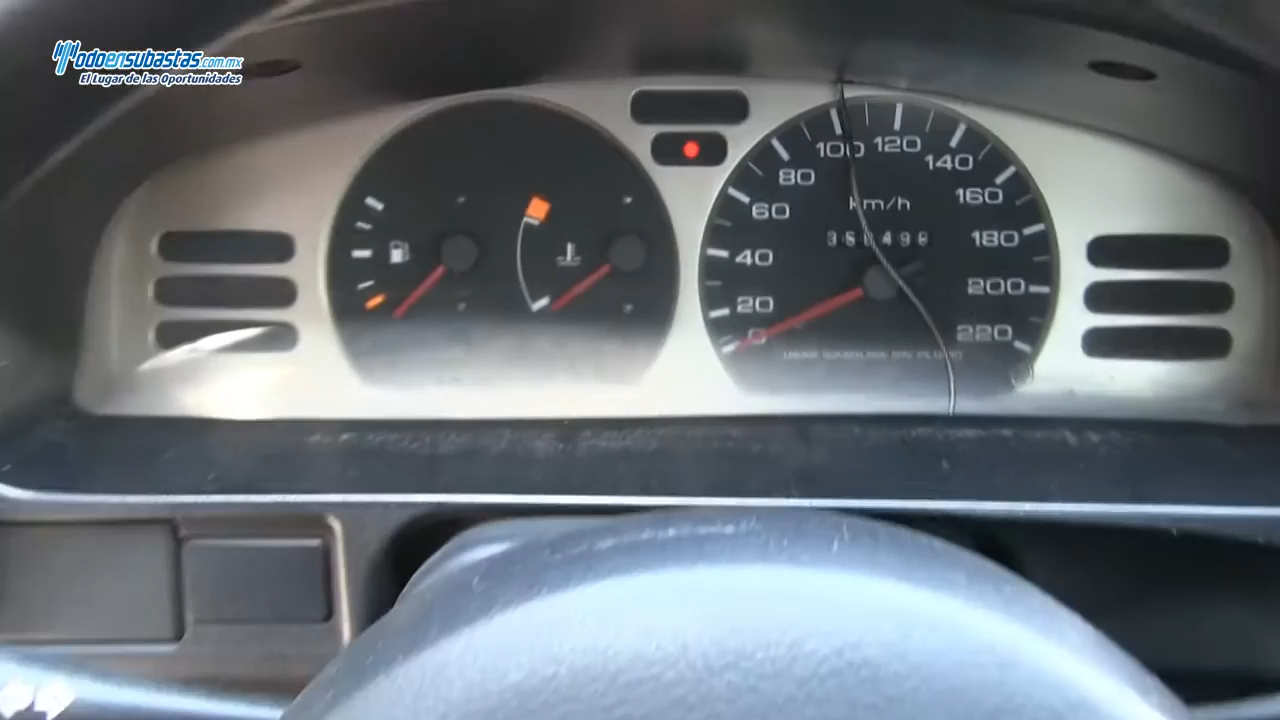 Todoensubastas.com.mx
El Lugar de las Oportunidades
100 120
80 140
60 km/h 160
40 180
20 200
0 220